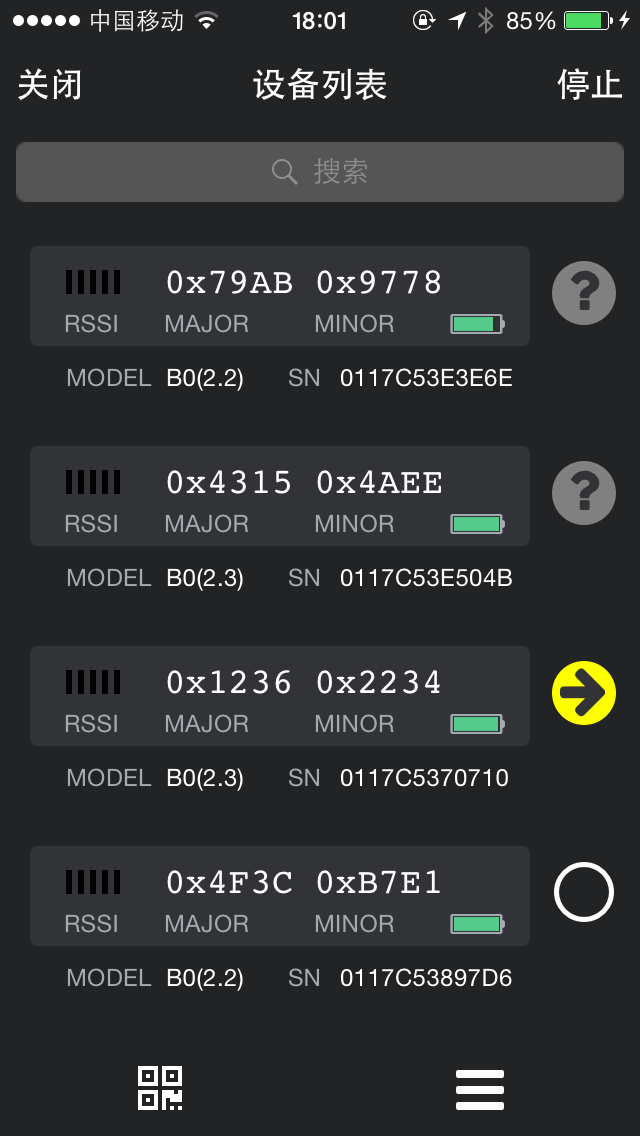 中国移动 18:01 85%
关闭 设备列表 停止
搜索
0x79AB 0x9778
RSSI MAJOR MINOR
MODEL B0(2.2) SN 0117C53E3E6E
0x4315 0x4AEE
RSSI MAJOR MINOR
MODEL B0(2.3) SN 0117C53E504B
0x1236 0x2234
RSSI MAJOR MINOR
MODEL B0(2.3) SN 0117C5370710
0x4F3C 0xB7E1
RSSI MAJOR MINOR
MODEL B0(2.2) SN 0117C53897D6